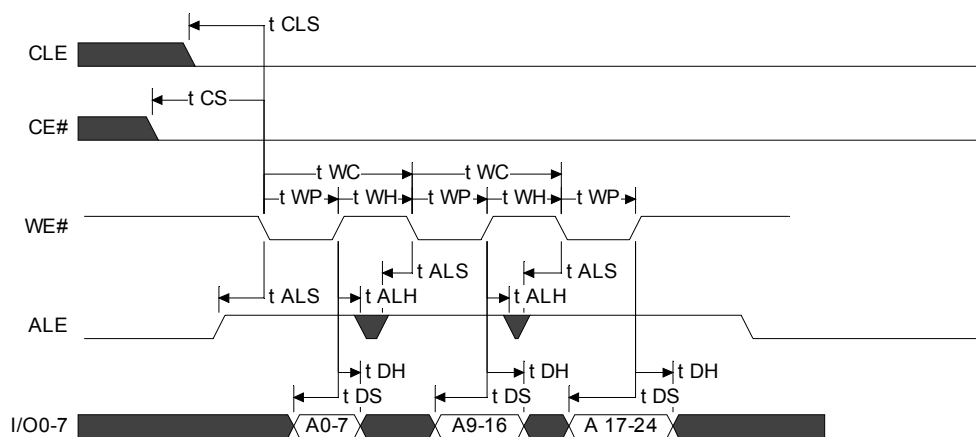 t CLS
CLE
t CS
CE#
t WC t WC
t WP t WH t WP t WH t WP
WE#
t ALS t ALS
t ALS t ALH t ALH
ALE
t DH t DH t DH
t DS t DS t DS
I/O0-7 A0-7 A9-16 A 17-24